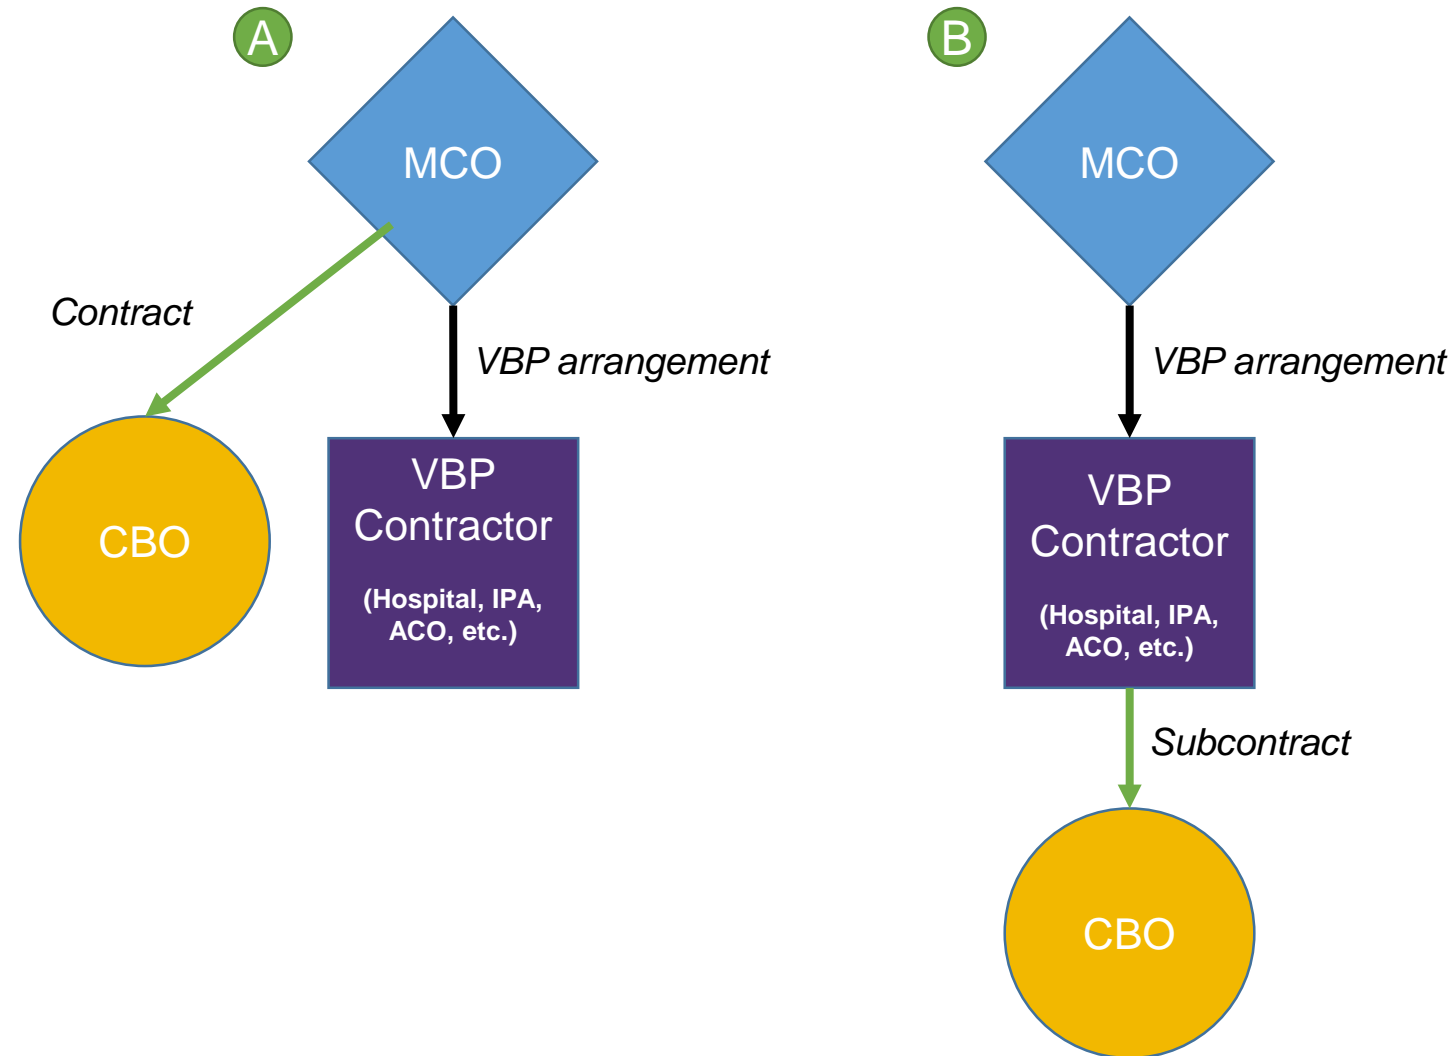 A
MCO
Contract
VBP arrangement
CBO
VBP
Contractor
(Hospital, IPA,
ACO, etc.)
B
MCO
VBP arrangement
VBP
Contractor
(Hospital, IPA,
ACO, etc.)
Subcontract
CBO